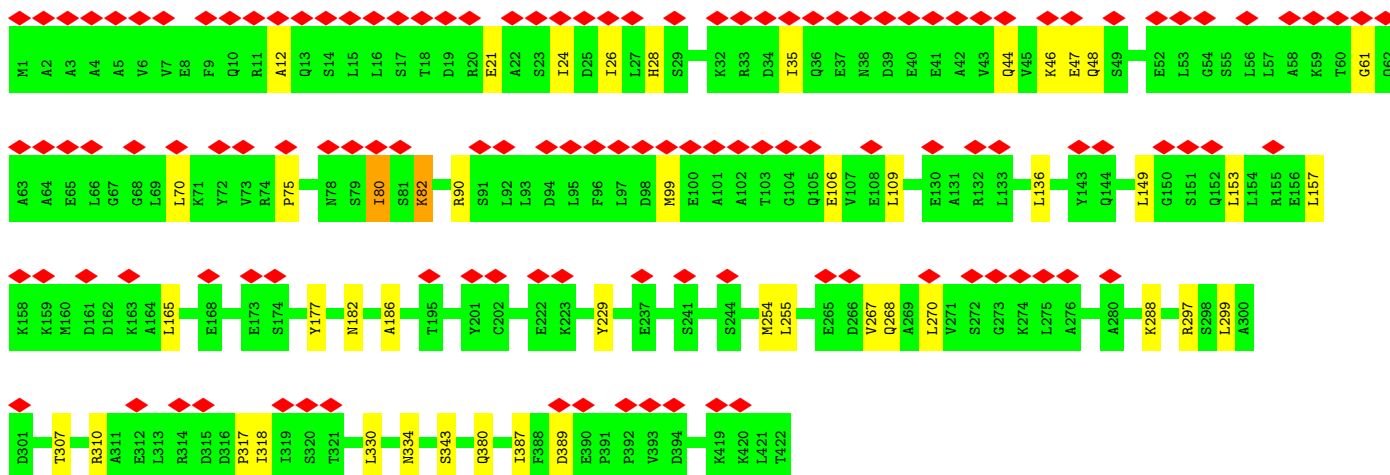 M1 A2 A3 A4 A5 V6 V7 E8 F9 Q10 R11 A12 Q13 S14 L15 L16 S17 T18 D19 R20 E21 A22 S23 I24 D25 I26 L27 H28 S29 K32 R33 D34 I35 Q36 E37 N38 D39 E40 E41 A42 V43 Q44 V45 K46 E47 Q48 S49 E52 L53 G54 S55 L56 L57 A58 K59 T60 G61 D62
A63 A64 E65 L66 G67 G68 L69 L70 K71 Y72 V73 R74 P75 N78 S79 I80 S81 K82 R90 S91 L92 L93 D94 L95 F96 L97 D98 M99 E100 A101 A102 T103 G104 Q105 E106 V107 E108 L109 E130 A131 R132 L133 L136 Y143 Q144 L149 G150 S151 Q152 L153 L154 R155 E156 L157
K158 K159 M160 D161 D162 K163 A164 L165 E168 E173 S174 Y177 N182 A186 T195 Y201 C202 E222 K223 Y229 E237 S241 S244 M254 L255 E265 D266 V267 Q268 A269 L270 V271 S272 G273 K274 L275 A276 A280 K288 R297 S298 L299 A300
D301 T307 R310 A311 E312 L313 R314 D315 D316 P317 I318 I319 S320 T321 L330 N334 S343 Q380 I387 F388 D389 E390 P391 P392 V393 D394 K419 K420 L421 T422